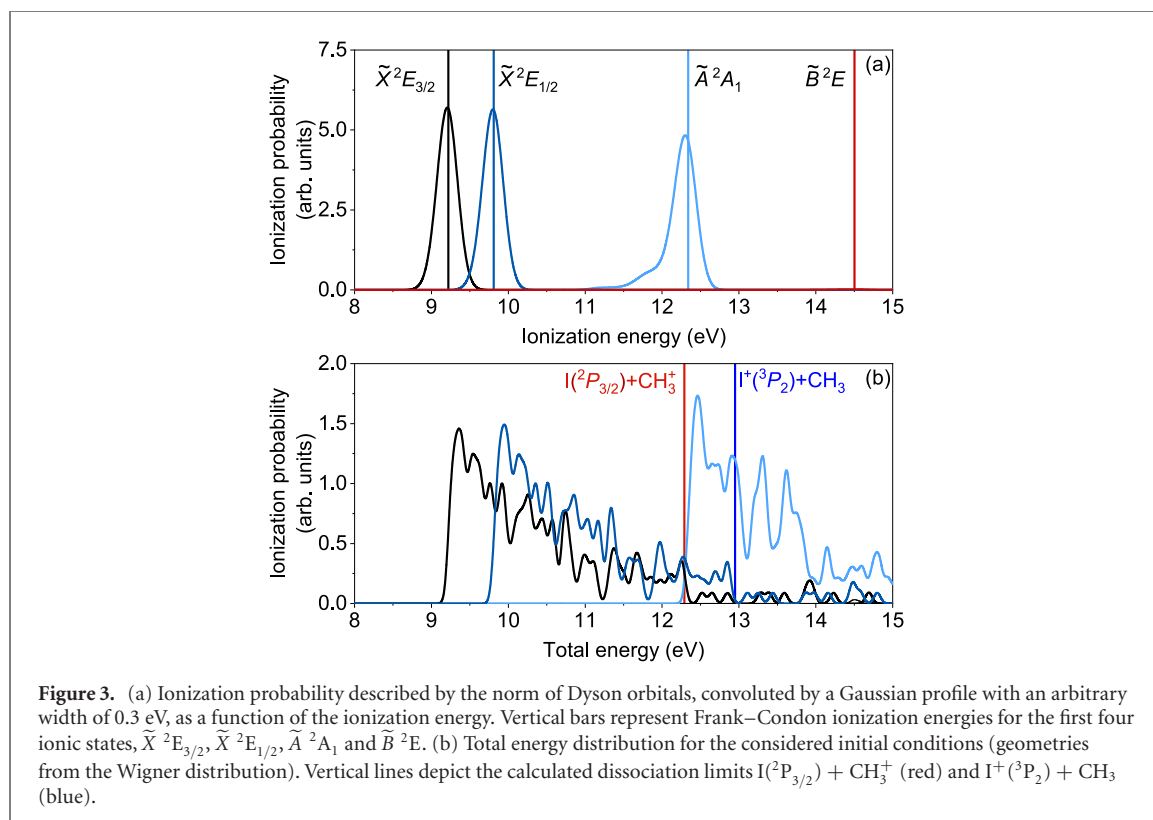 7.5
5.0
2.5
0.0
Ionization probability
(arb. units)
X̃ ²E₃/₂
X̃ ²E₁/₂
Ã ²A₁
B̃ ²E
(a)
8 9 10 11 12 13 14 15
Ionization energy (eV)
2.0
1.5
1.0
0.5
0.0
Ionization probability
(arb. units)
I(²P₃/₂)+CH₃⁺
I⁺(³P₂)+CH₃
(b)
8 9 10 11 12 13 14 15
Total energy (eV)
Figure 3. (a) Ionization probability described by the norm of Dyson orbitals, convoluted by a Gaussian profile with an arbitrary
width of 0.3 eV, as a function of the ionization energy. Vertical bars represent Frank–Condon ionization energies for the first four
ionic states, X̃ ²E₃/₂, X̃ ²E₁/₂, Ã ²A₁ and B̃ ²E. (b) Total energy distribution for the considered initial conditions (geometries
from the Wigner distribution). Vertical lines depict the calculated dissociation limits I(²P₃/₂) + CH₃⁺ (red) and I⁺(³P₂) + CH₃
(blue).